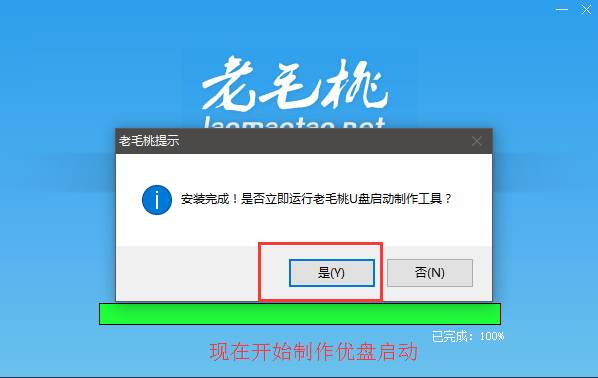 老毛桃
laomaotao.net
老毛桃提示
安装完成！是否立即运行老毛桃U盘启动制作工具？
是(Y)
否(N)
已完成：100%
现在开始制作优盘启动